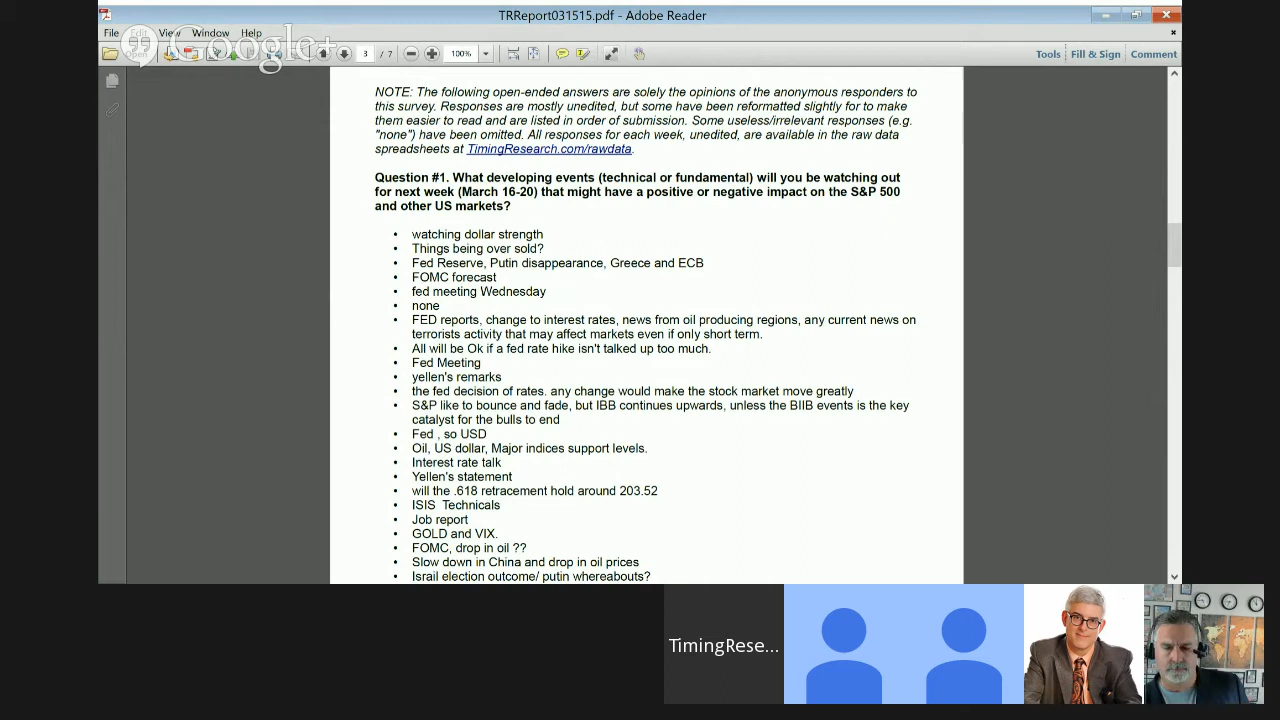 TRReport031515.pdf - Adobe Reader
File Edit View Window Help
Google+
Open 3 / 7 100% Tools Fill & Sign Comment
NOTE: The following open-ended answers are solely the opinions of the anonymous responders to
this survey. Responses are mostly unedited, but some have been reformatted slightly for to make
them easier to read and are listed in order of submission. Some useless/irrelevant responses (e.g.
"none") have been omitted. All responses for each week, unedited, are available in the raw data
spreadsheets at TimingResearch.com/rawdata.
Question #1. What developing events (technical or fundamental) will you be watching out
for next week (March 16-20) that might have a positive or negative impact on the S&P 500
and other US markets?
• watching dollar strength
• Things being over sold?
• Fed Reserve, Putin disappearance, Greece and ECB
• FOMC forecast
• fed meeting Wednesday
• none
• FED reports, change to interest rates, news from oil producing regions, any current news on
terrorists activity that may affect markets even if only short term.
• All will be Ok if a fed rate hike isn't talked up too much.
• Fed Meeting
• yellen's remarks
• the fed decision of rates. any change would make the stock market move greatly
• S&P like to bounce and fade, but IBB continues upwards, unless the BIIB events is the key
catalyst for the bulls to end
• Fed , so USD
• Oil, US dollar, Major indices support levels.
• Interest rate talk
• Yellen's statement
• will the .618 retracement hold around 203.52
• ISIS Technicals
• Job report
• GOLD and VIX.
• FOMC, drop in oil ??
• Slow down in China and drop in oil prices
• Israil election outcome/ putin whereabouts?
TimingRese...